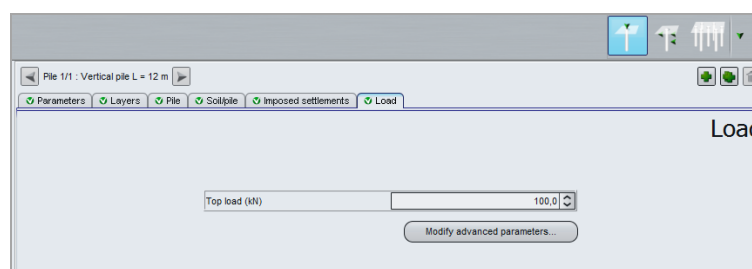 Pile 1/1 : Vertical pile L = 12 m
Parameters Layers Pile Soil/pile Imposed settlements Load
Load
Top load (kN) 100,0
Modify advanced parameters...